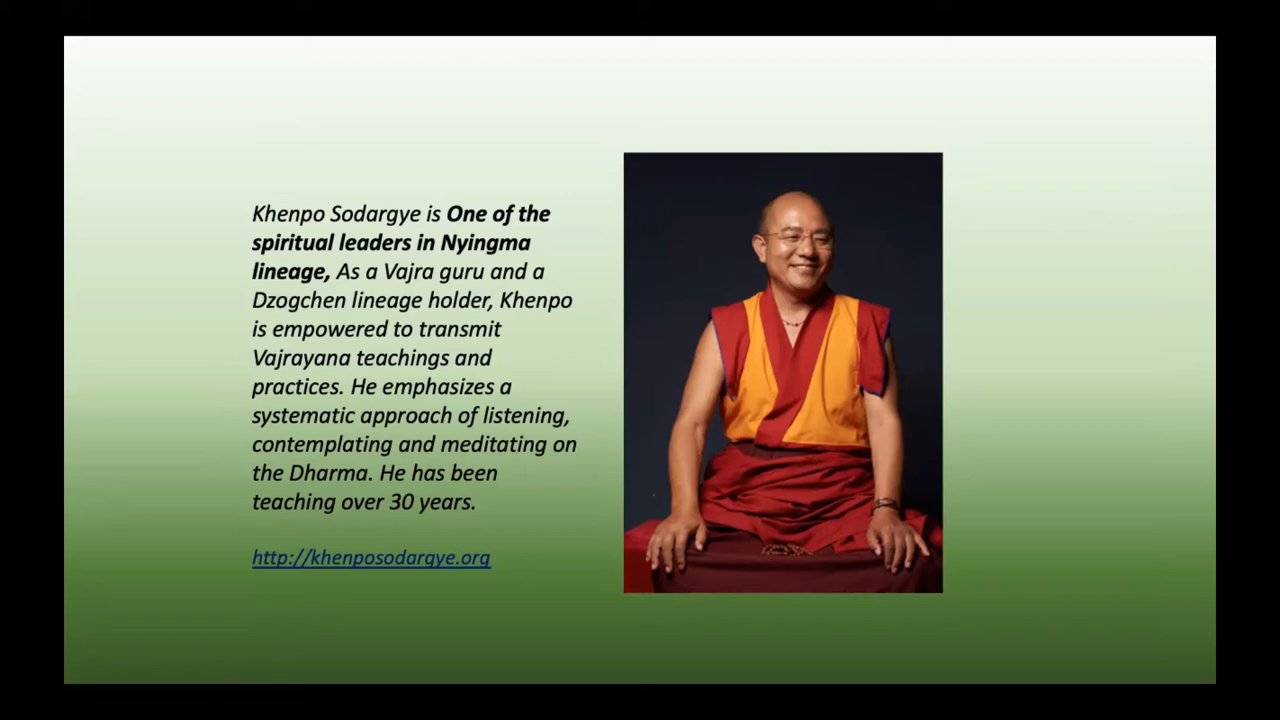 Khenpo Sodargye is One of the
spiritual leaders in Nyingma
lineage, As a Vajra guru and a
Dzogchen lineage holder, Khenpo
is empowered to transmit
Vajrayana teachings and
practices. He emphasizes a
systematic approach of listening,
contemplating and meditating on
the Dharma. He has been
teaching over 30 years.
http://khenposodargye.org